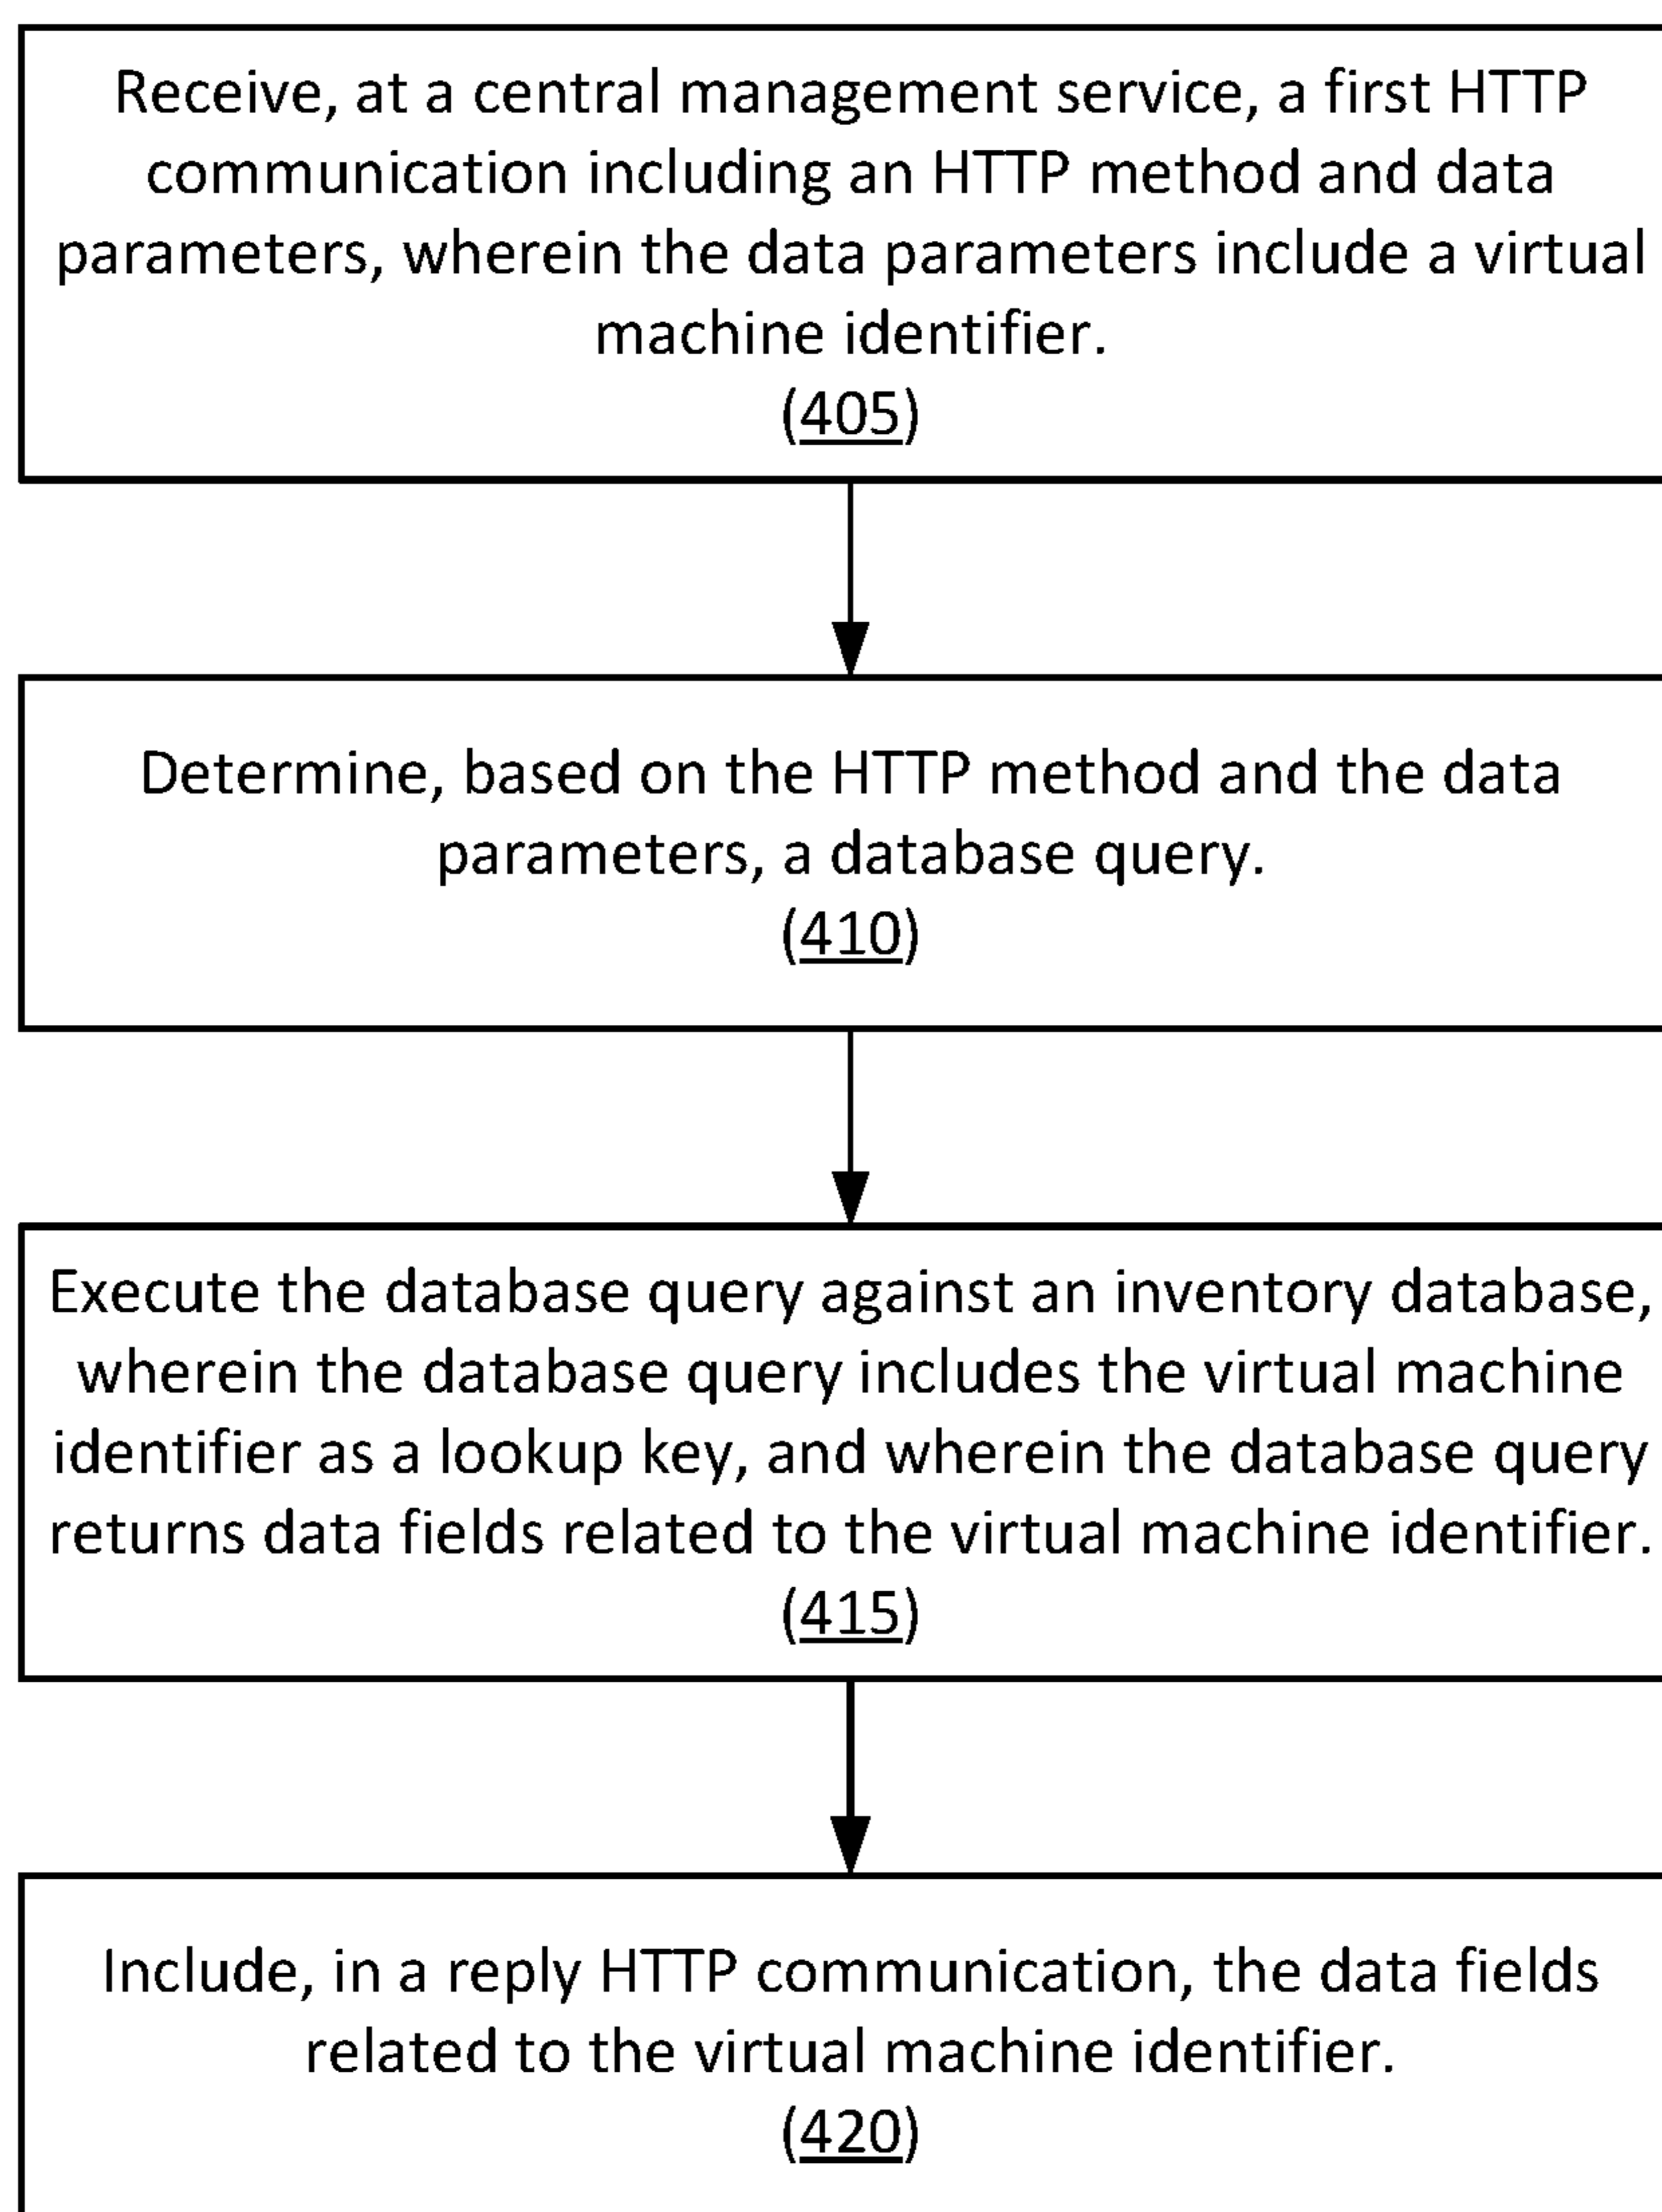 Receive, at a central management service, a first HTTP
communication including an HTTP method and data
parameters, wherein the data parameters include a virtual
machine identifier.
(405)
Determine, based on the HTTP method and the data
parameters, a database query.
(410)
Execute the database query against an inventory database,
wherein the database query includes the virtual machine
identifier as a lookup key, and wherein the database query
returns data fields related to the virtual machine identifier.
(415)
Include, in a reply HTTP communication, the data fields
related to the virtual machine identifier.
(420)